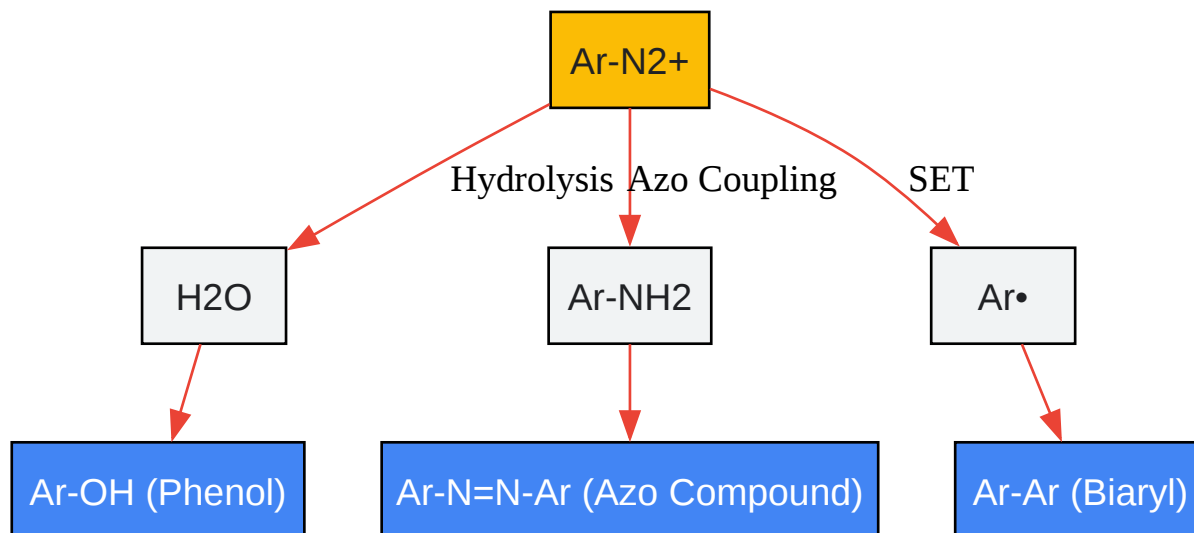 Ar-N2+
Hydrolysis
Azo Coupling
SET
H2O
Ar-NH2
Ar•
Ar-OH (Phenol)
Ar-N=N-Ar (Azo Compound)
Ar-Ar (Biaryl)